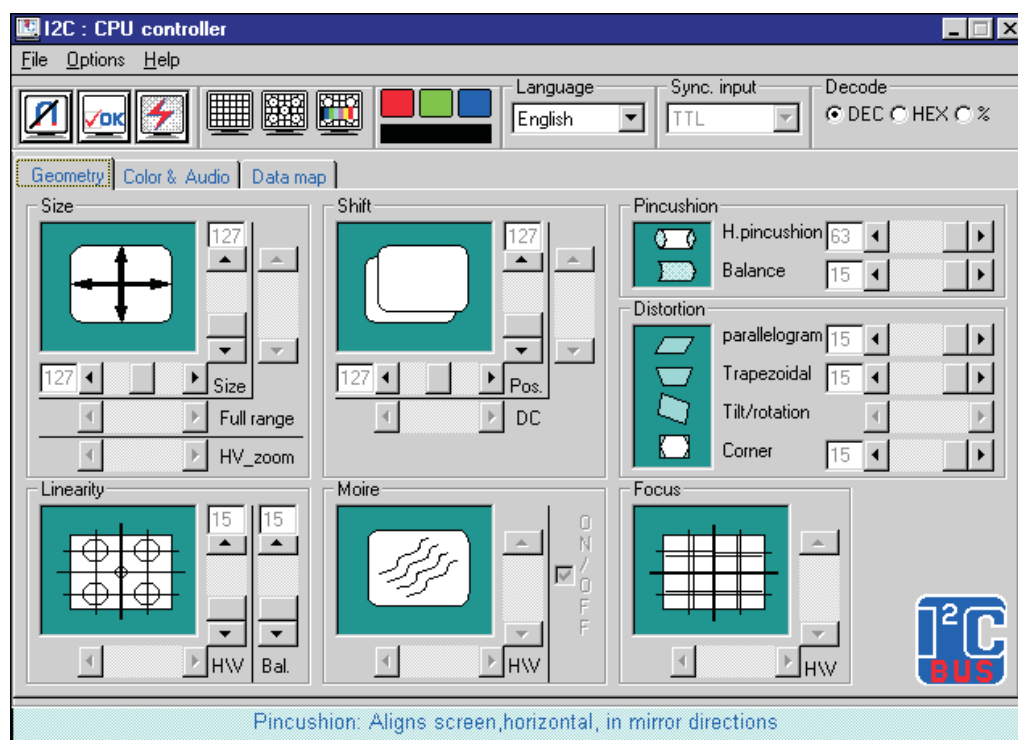 I2C : CPU controller
File Options Help
Language
Sync. input
Decode
OK
English
TTL
DEC HEX %
Geometry Color & Audio Data map
Size
127
127
Size
Full range
HV_zoom
Shift
127
127
Pos.
DC
Pincushion
H.pincushion 63
Balance 15
Distortion
parallelogram 15
Trapezoidal 15
Tilt/rotation
Corner 15
Linearity
15 15
H\V Bal.
Moire
ON/OFF
H\V
Focus
H\V
I2C
BUS
Pincushion: Aligns screen,horizontal, in mirror directions